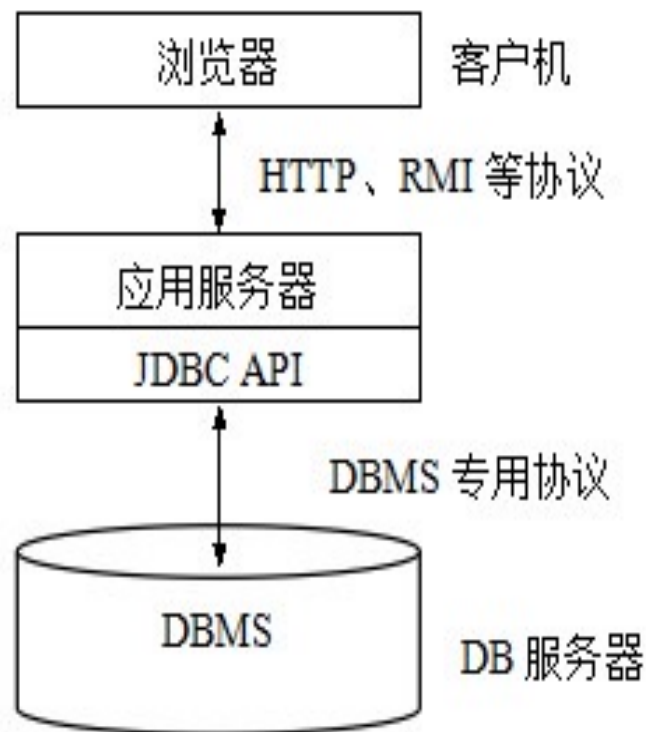 浏览器
客户机
HTTP、RMI 等协议
应用服务器
JDBC API
DBMS 专用协议
DBMS
DB 服务器